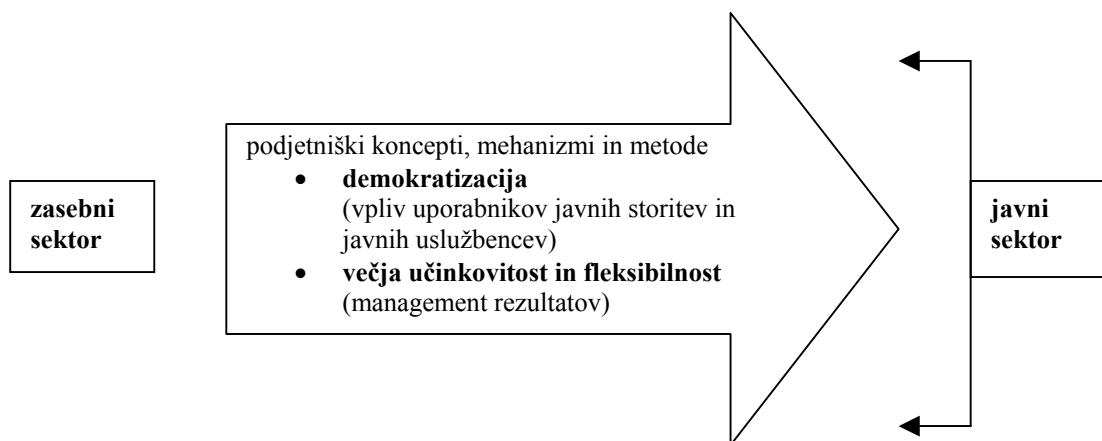 zasebni
sektor
podjetniški koncepti, mehanizmi in metode
• demokratizacija
(vpliv uporabnikov javnih storitev in
javnih uslužbencev)
• večja učinkovitost in fleksibilnost
(management rezultatov)
javni
sektor